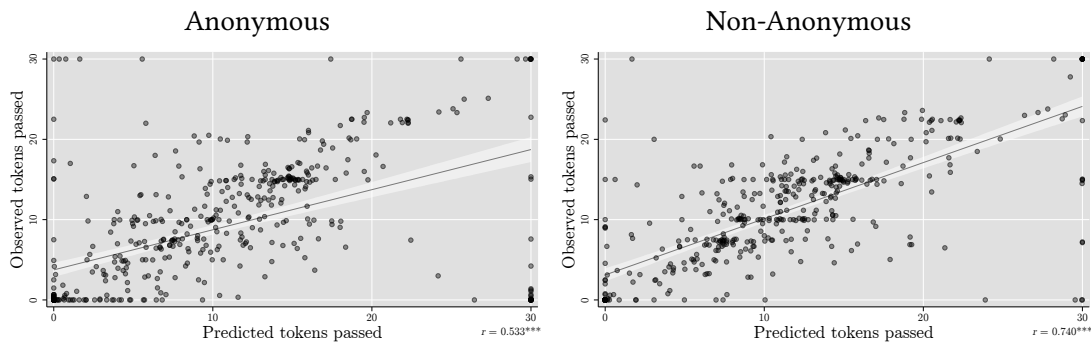 Anonymous
Observed tokens passed
30
20
10
0
0
10
20
30
Predicted tokens passed
r = 0.533***
Non-Anonymous
Observed tokens passed
30
20
10
0
0
10
20
30
Predicted tokens passed
r = 0.740***